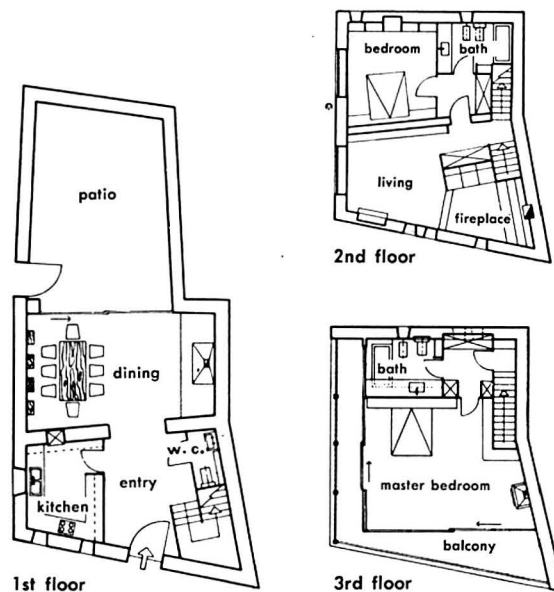 patio
dining
w.c.
entry
kitchen
1st floor
bedroom
bath
living
fireplace
2nd floor
bath
master bedroom
balcony
3rd floor